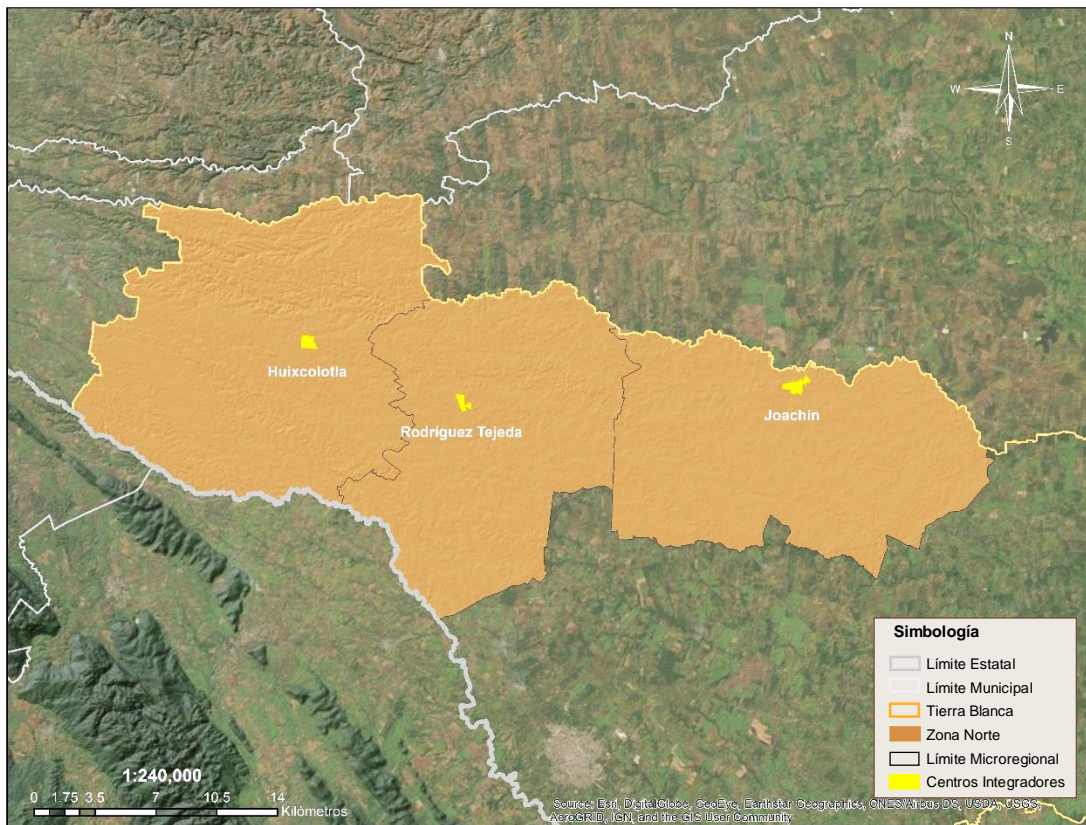 N
W E
S
Huixcolotla
Rodríguez Tejeda
Joachín
Simbología
Límite Estatal
Límite Municipal
Tierra Blanca
Zona Norte
Límite Microregional
Centros Integradores
1:240,000
0 1.75 3.5 7 10.5 14
Kilómetros
Source: Esri, DigitalGlobe, GeoEye, Earthstar Geographics, CNES/Airbus DS, USDA, USGS,
AeroGRID, IGN, and the GIS User Community